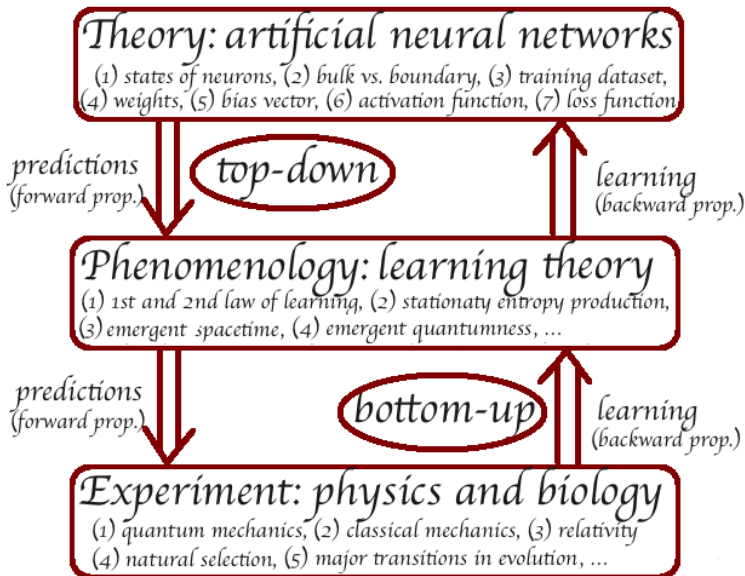 Theory: artificial neural networks
(1) states of neurons, (2) bulk vs. boundary, (3) training dataset,
(4) weights, (5) bias vector, (6) activation function, (7) loss function
predictions
(forward prop.)
top-down
learning
(backward prop.)
Phenomenology: learning theory
(1) 1st and 2nd law of learning, (2) stationaty entropy production,
(3) emergent spacetime, (4) emergent quantumness, ...
predictions
(forward prop.)
bottom-up
learning
(backward prop.)
Experiment: physics and biology
(1) quantum mechanics, (2) classical mechanics, (3) relativity
(4) natural selection, (5) major transitions in evolution, ...